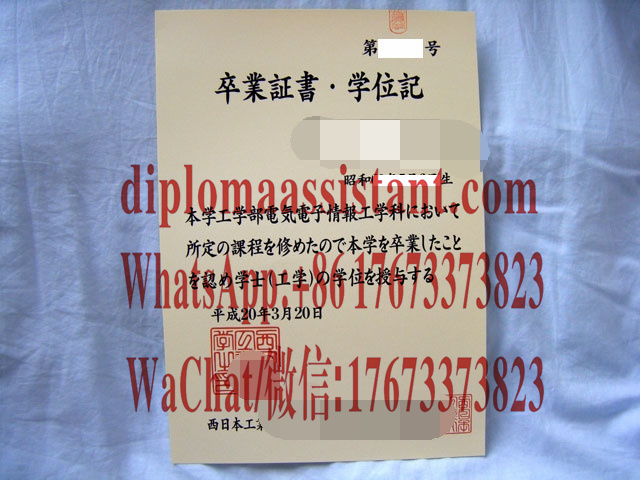 第 号
卒業証書・学位記
昭和 生
diplomaassistant.com
本学工学部電気電子情報工学科において
所定の課程を修めたので本学を卒業したこと
WhatsApp:+86 17673373823
を認め学士(工学)の学位を授与する
平成20年3月20日
WaChat/微信:17673373823
西日本工